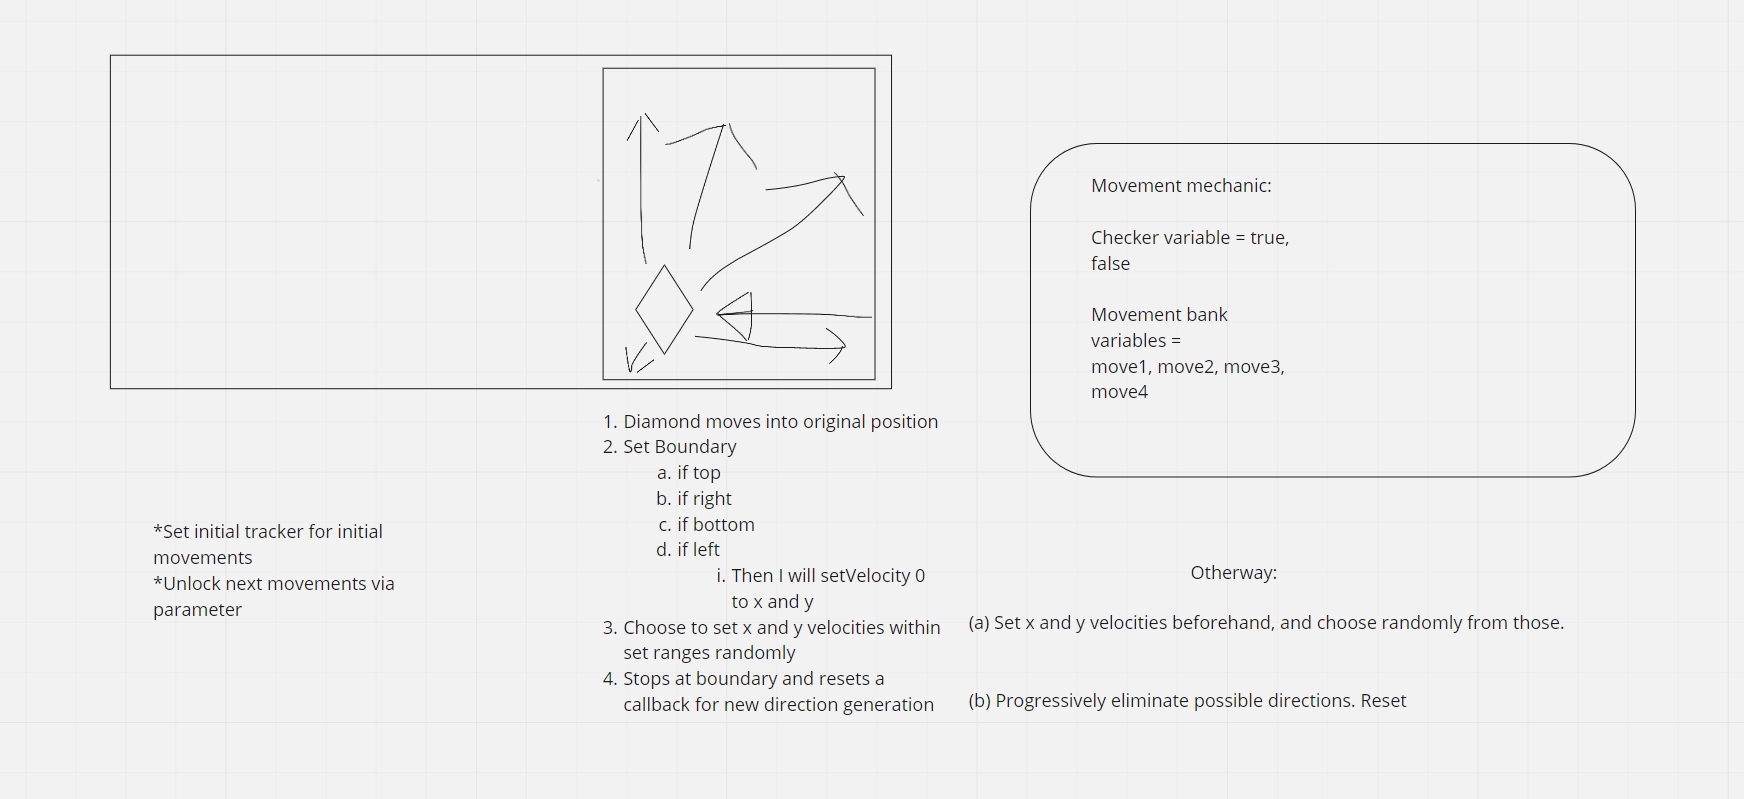 Movement mechanic:
Checker variable = true,
false
Movement bank
variables =
move1, move2, move3,
move4
1. Diamond moves into original position
2. Set Boundary
a. if top
b. if right
c. if bottom
d. if left
i. Then I will setVelocity 0
to x and y
3. Choose to set x and y velocities within
set ranges randomly
4. Stops at boundary and resets a
callback for new direction generation
*Set initial tracker for initial
movements
*Unlock next movements via
parameter
Otherway:
(a) Set x and y velocities beforehand, and choose randomly from those.
(b) Progressively eliminate possible directions. Reset